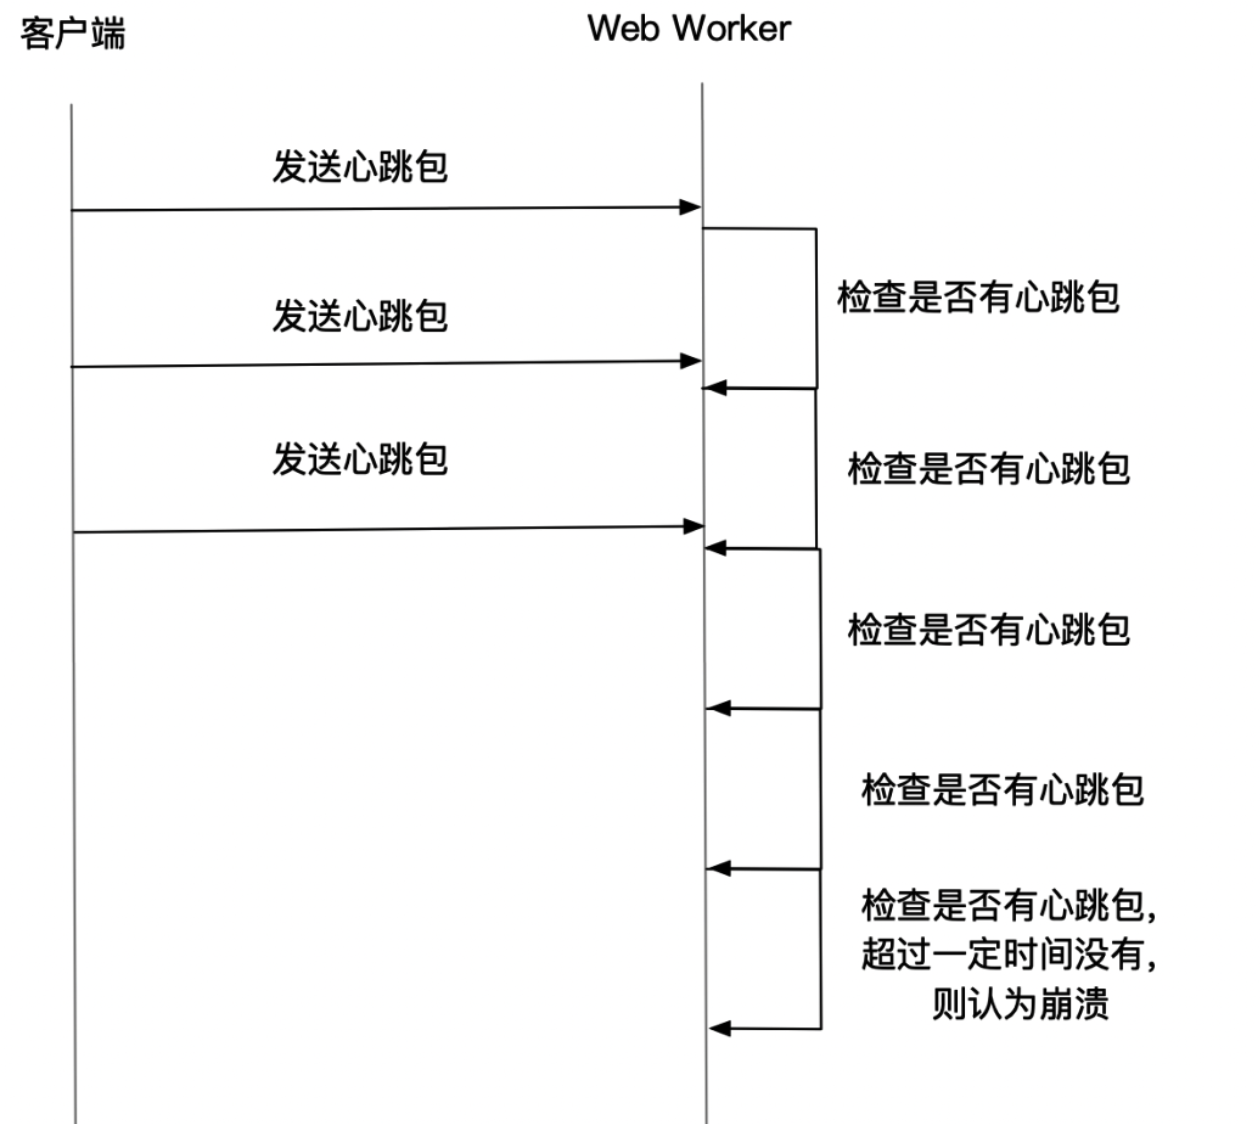 客户端
Web Worker
发送心跳包
检查是否有心跳包
发送心跳包
发送心跳包
检查是否有心跳包
检查是否有心跳包
检查是否有心跳包
检查是否有心跳包，
超过一定时间没有，
则认为崩溃